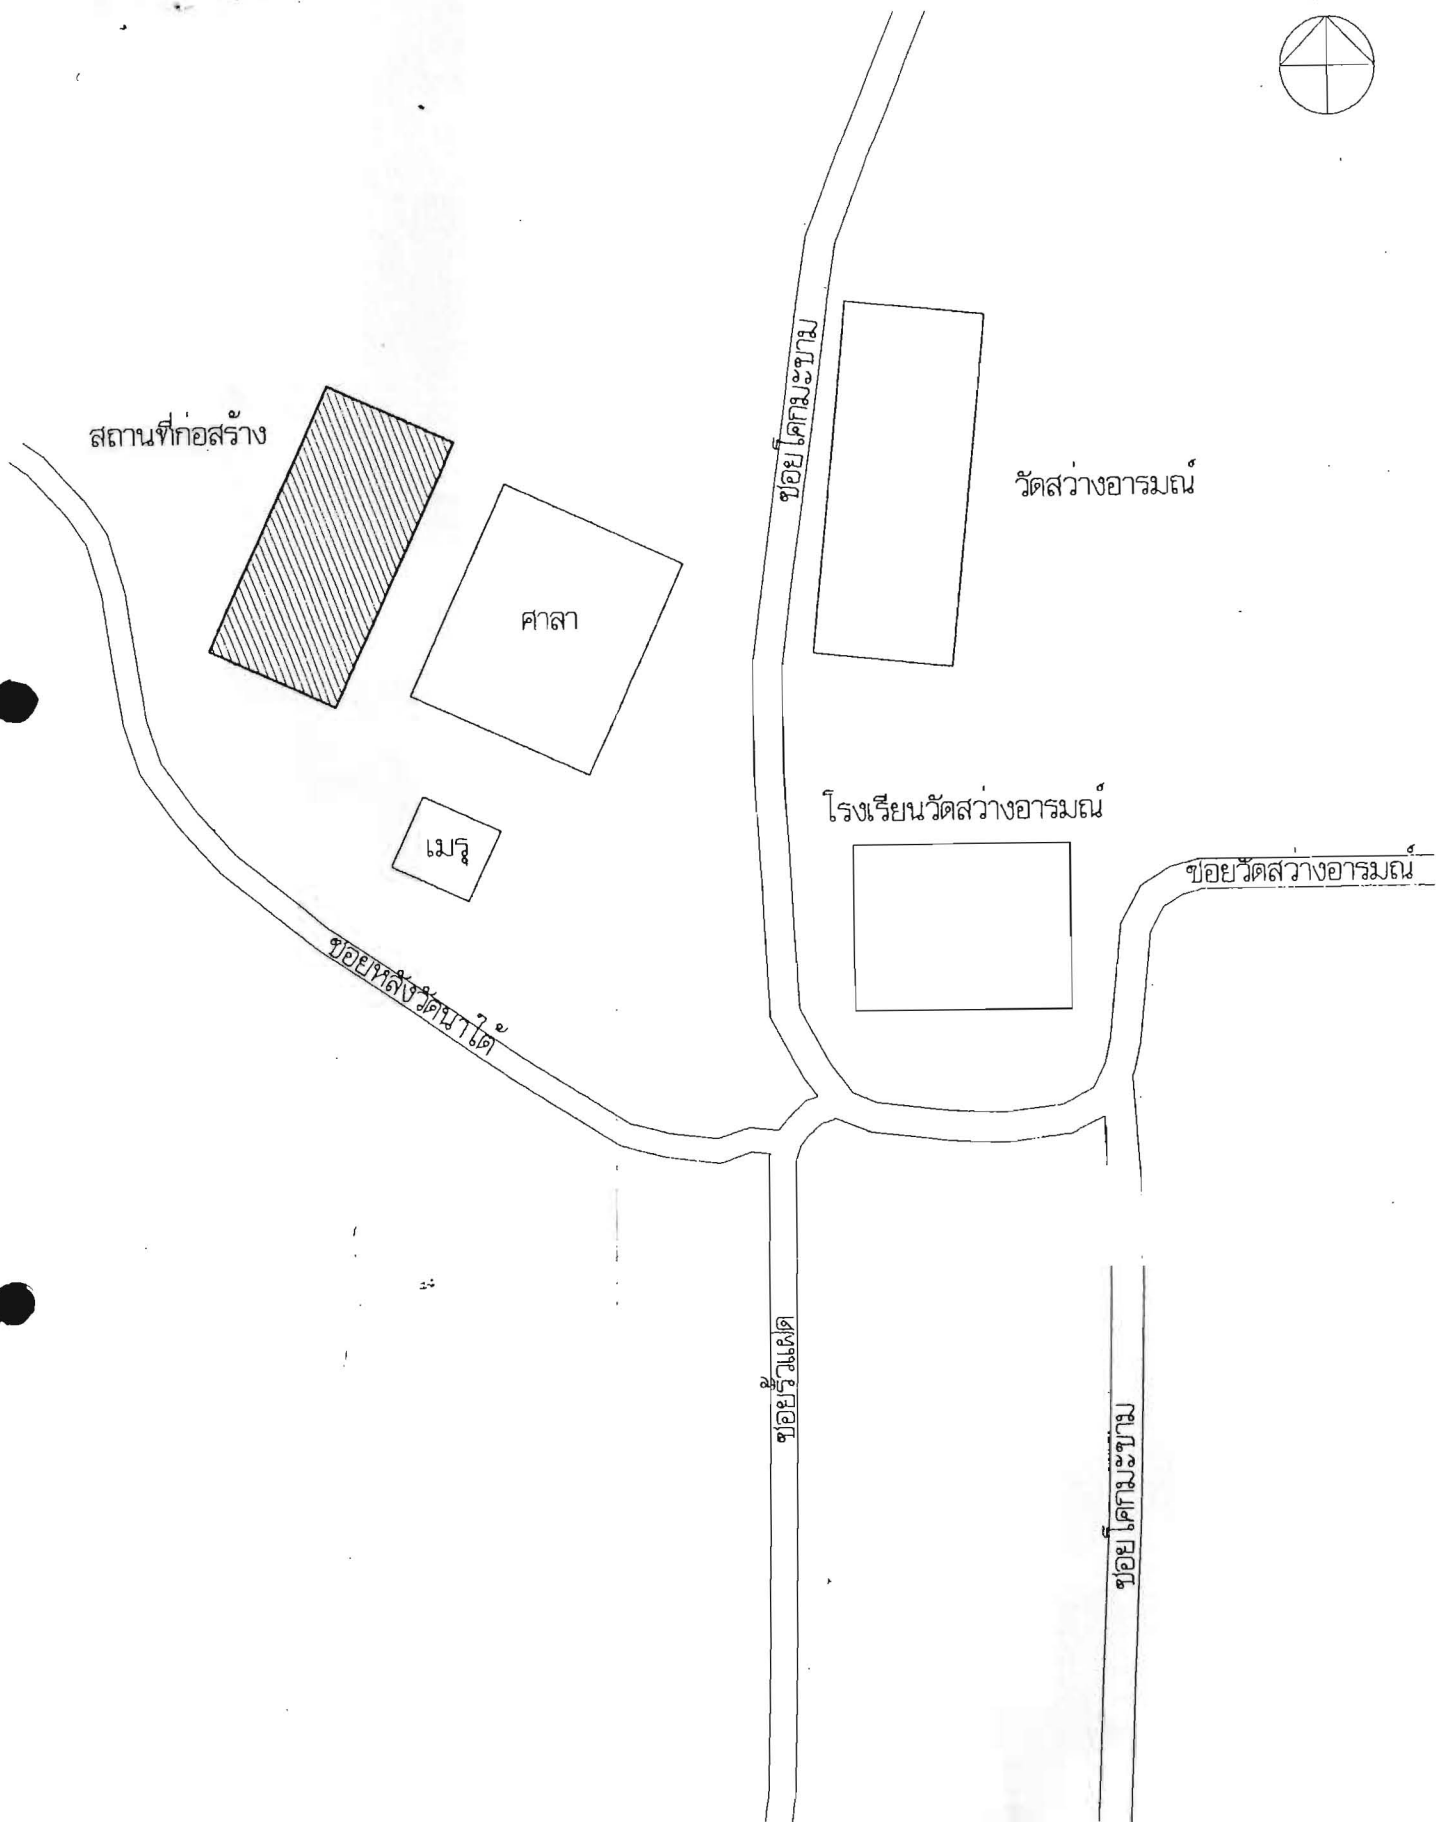 ซอยโคกมะขาม
สถานที่ก่อสร้าง
วัดสว่างอารมณ์
ศาลา
โรงเรียนวัดสว่างอารมณ์
เมรุ
ซอยวัดสว่างอารมณ์
ซอยหลังวัดนาใต้
ซอยรั้วแฝด
ซอยโคกมะขาม